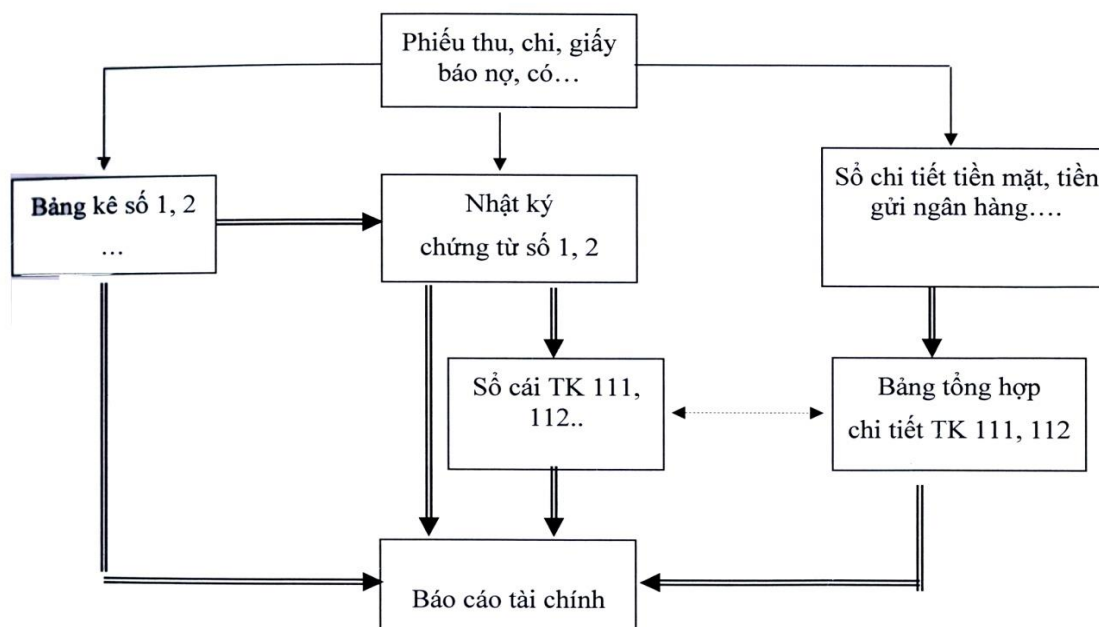 Phiếu thu, chi, giấy
báo nợ, có…
Bảng kê số 1, 2
…
Nhật ký
chứng từ số 1, 2
Sổ chi tiết tiền mặt, tiền
gửi ngân hàng….
Sổ cái TK 111,
112..
Bảng tổng hợp
chi tiết TK 111, 112
Báo cáo tài chính